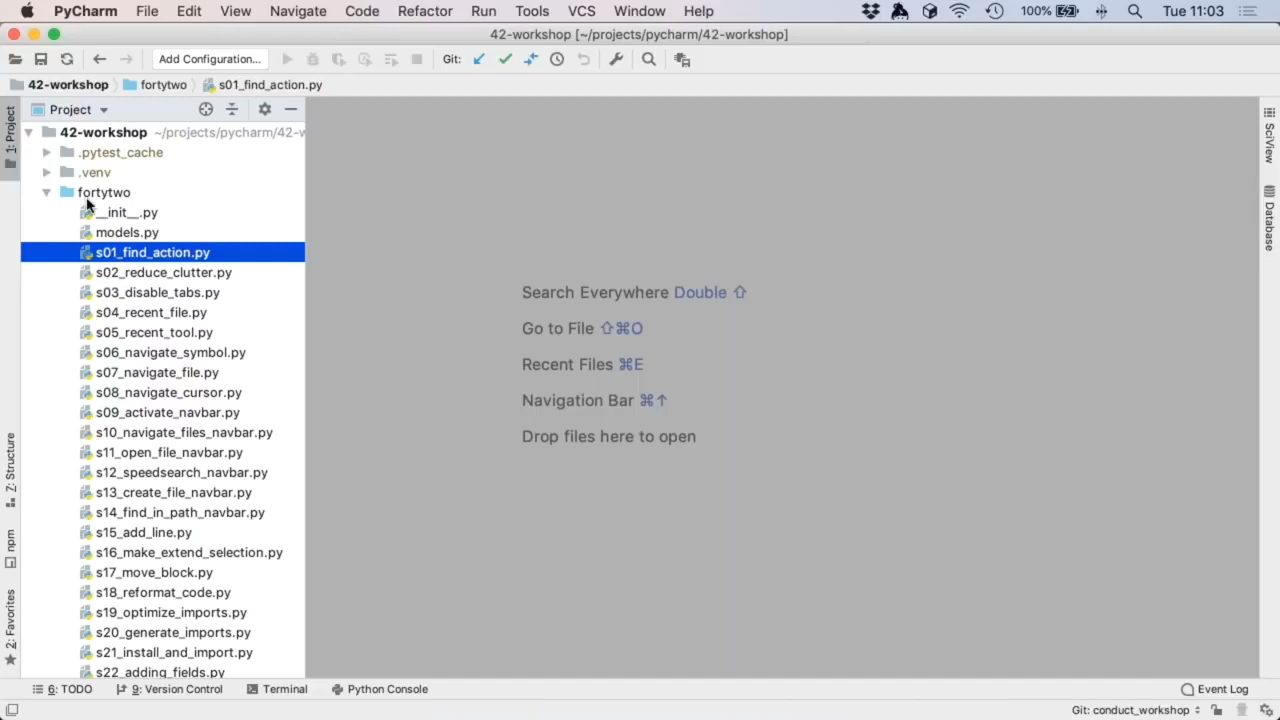 PyCharm File Edit View Navigate Code Refactor Run Tools VCS Window Help 100% Tue 11:03
42-workshop [~/projects/pycharm/42-workshop]
Add Configuration... Git:
42-workshop fortytwo s01_find_action.py
1: Project
Project
42-workshop ~/projects/pycharm/42-w
.pytest_cache
.venv
fortytwo
__init__.py
models.py
s01_find_action.py
s02_reduce_clutter.py
s03_disable_tabs.py
s04_recent_file.py
s05_recent_tool.py
s06_navigate_symbol.py
s07_navigate_file.py
s08_navigate_cursor.py
s09_activate_navbar.py
s10_navigate_files_navbar.py
s11_open_file_navbar.py
s12_speedsearch_navbar.py
s13_create_file_navbar.py
s14_find_in_path_navbar.py
s15_add_line.py
s16_make_extend_selection.py
s17_move_block.py
s18_reformat_code.py
s19_optimize_imports.py
s20_generate_imports.py
s21_install_and_import.py
s22_adding_fields.py
Z: Structure
npm
2: Favorites
Search Everywhere Double ⇧
Go to File ⇧⌘O
Recent Files ⌘E
Navigation Bar ⌘↑
Drop files here to open
SciView
Database
6: TODO 9: Version Control Terminal Python Console Event Log
Git: conduct_workshop